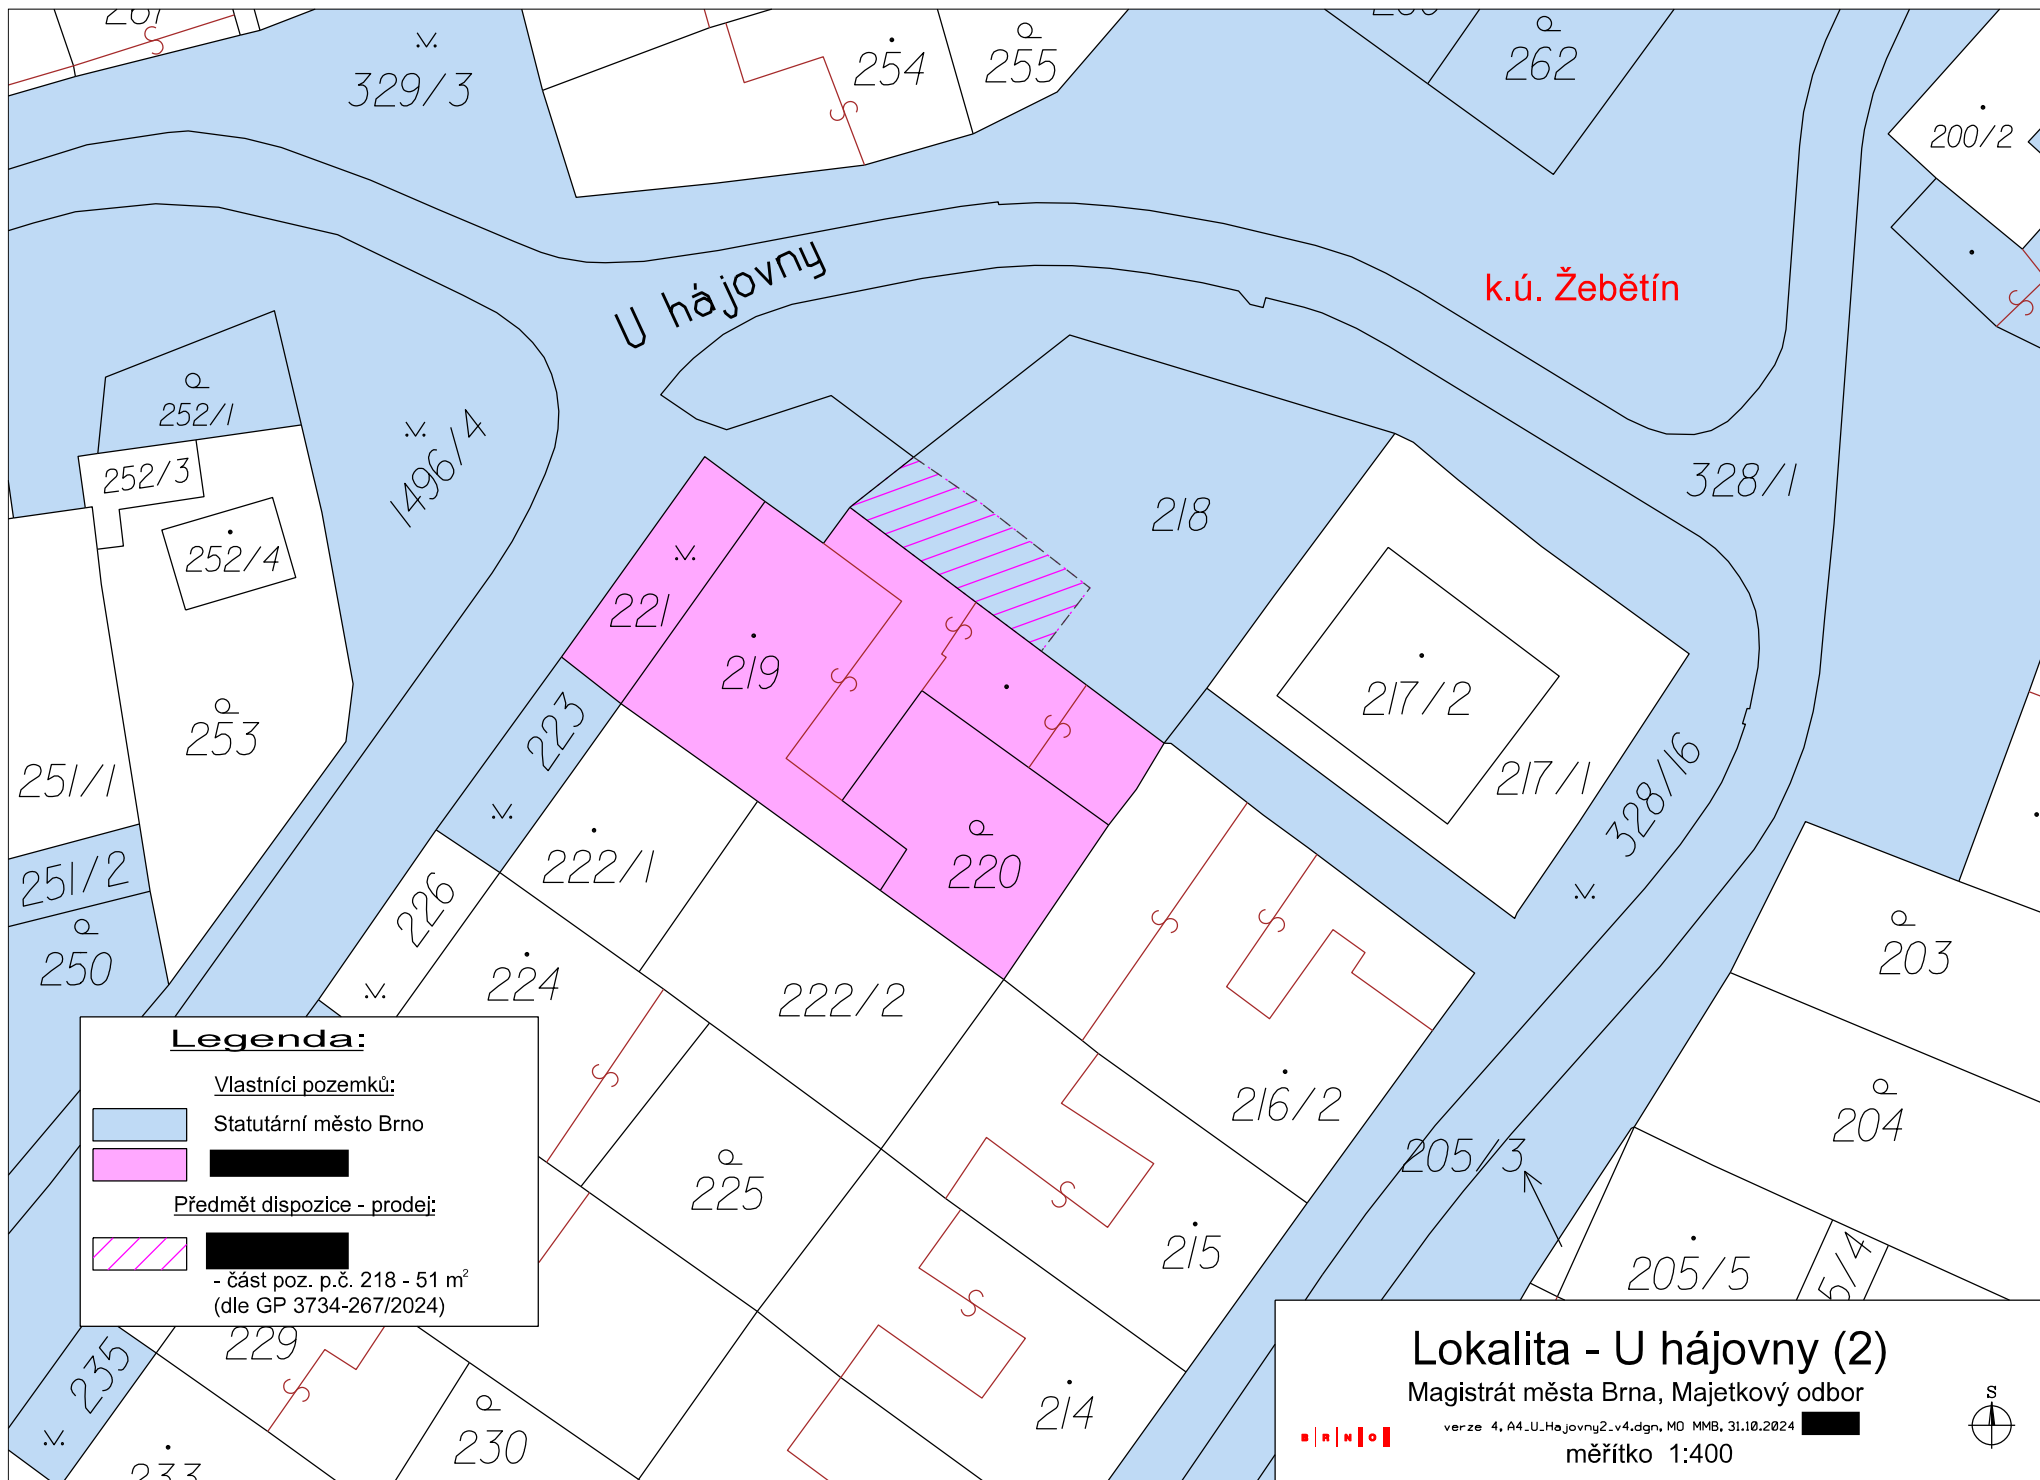 329/3
254
255
262
200/2
U hájovny
k.ú. Žebětín
252/1
252/3
252/4
1496/4
218
328/1
221
219
223
253
251/1
251/2
250
217/2
217/1
328/16
222/1
220
226
224
222/2
203
204
216/2
205/3
225
215
205/5
5/4
214
229
235
230
233
Legenda:
Vlastníci pozemků:
Statutární město Brno
Předmět dispozice - prodej:
- část poz. p.č. 218 - 51 m²
(dle GP 3734-267/2024)
Lokalita - U hájovny (2)
Magistrát města Brna, Majetkový odbor
verze 4, A4_U_Hajovny2_v4.dgn, MO MMB, 31.10.2024
měřítko 1:400
BRNO
S